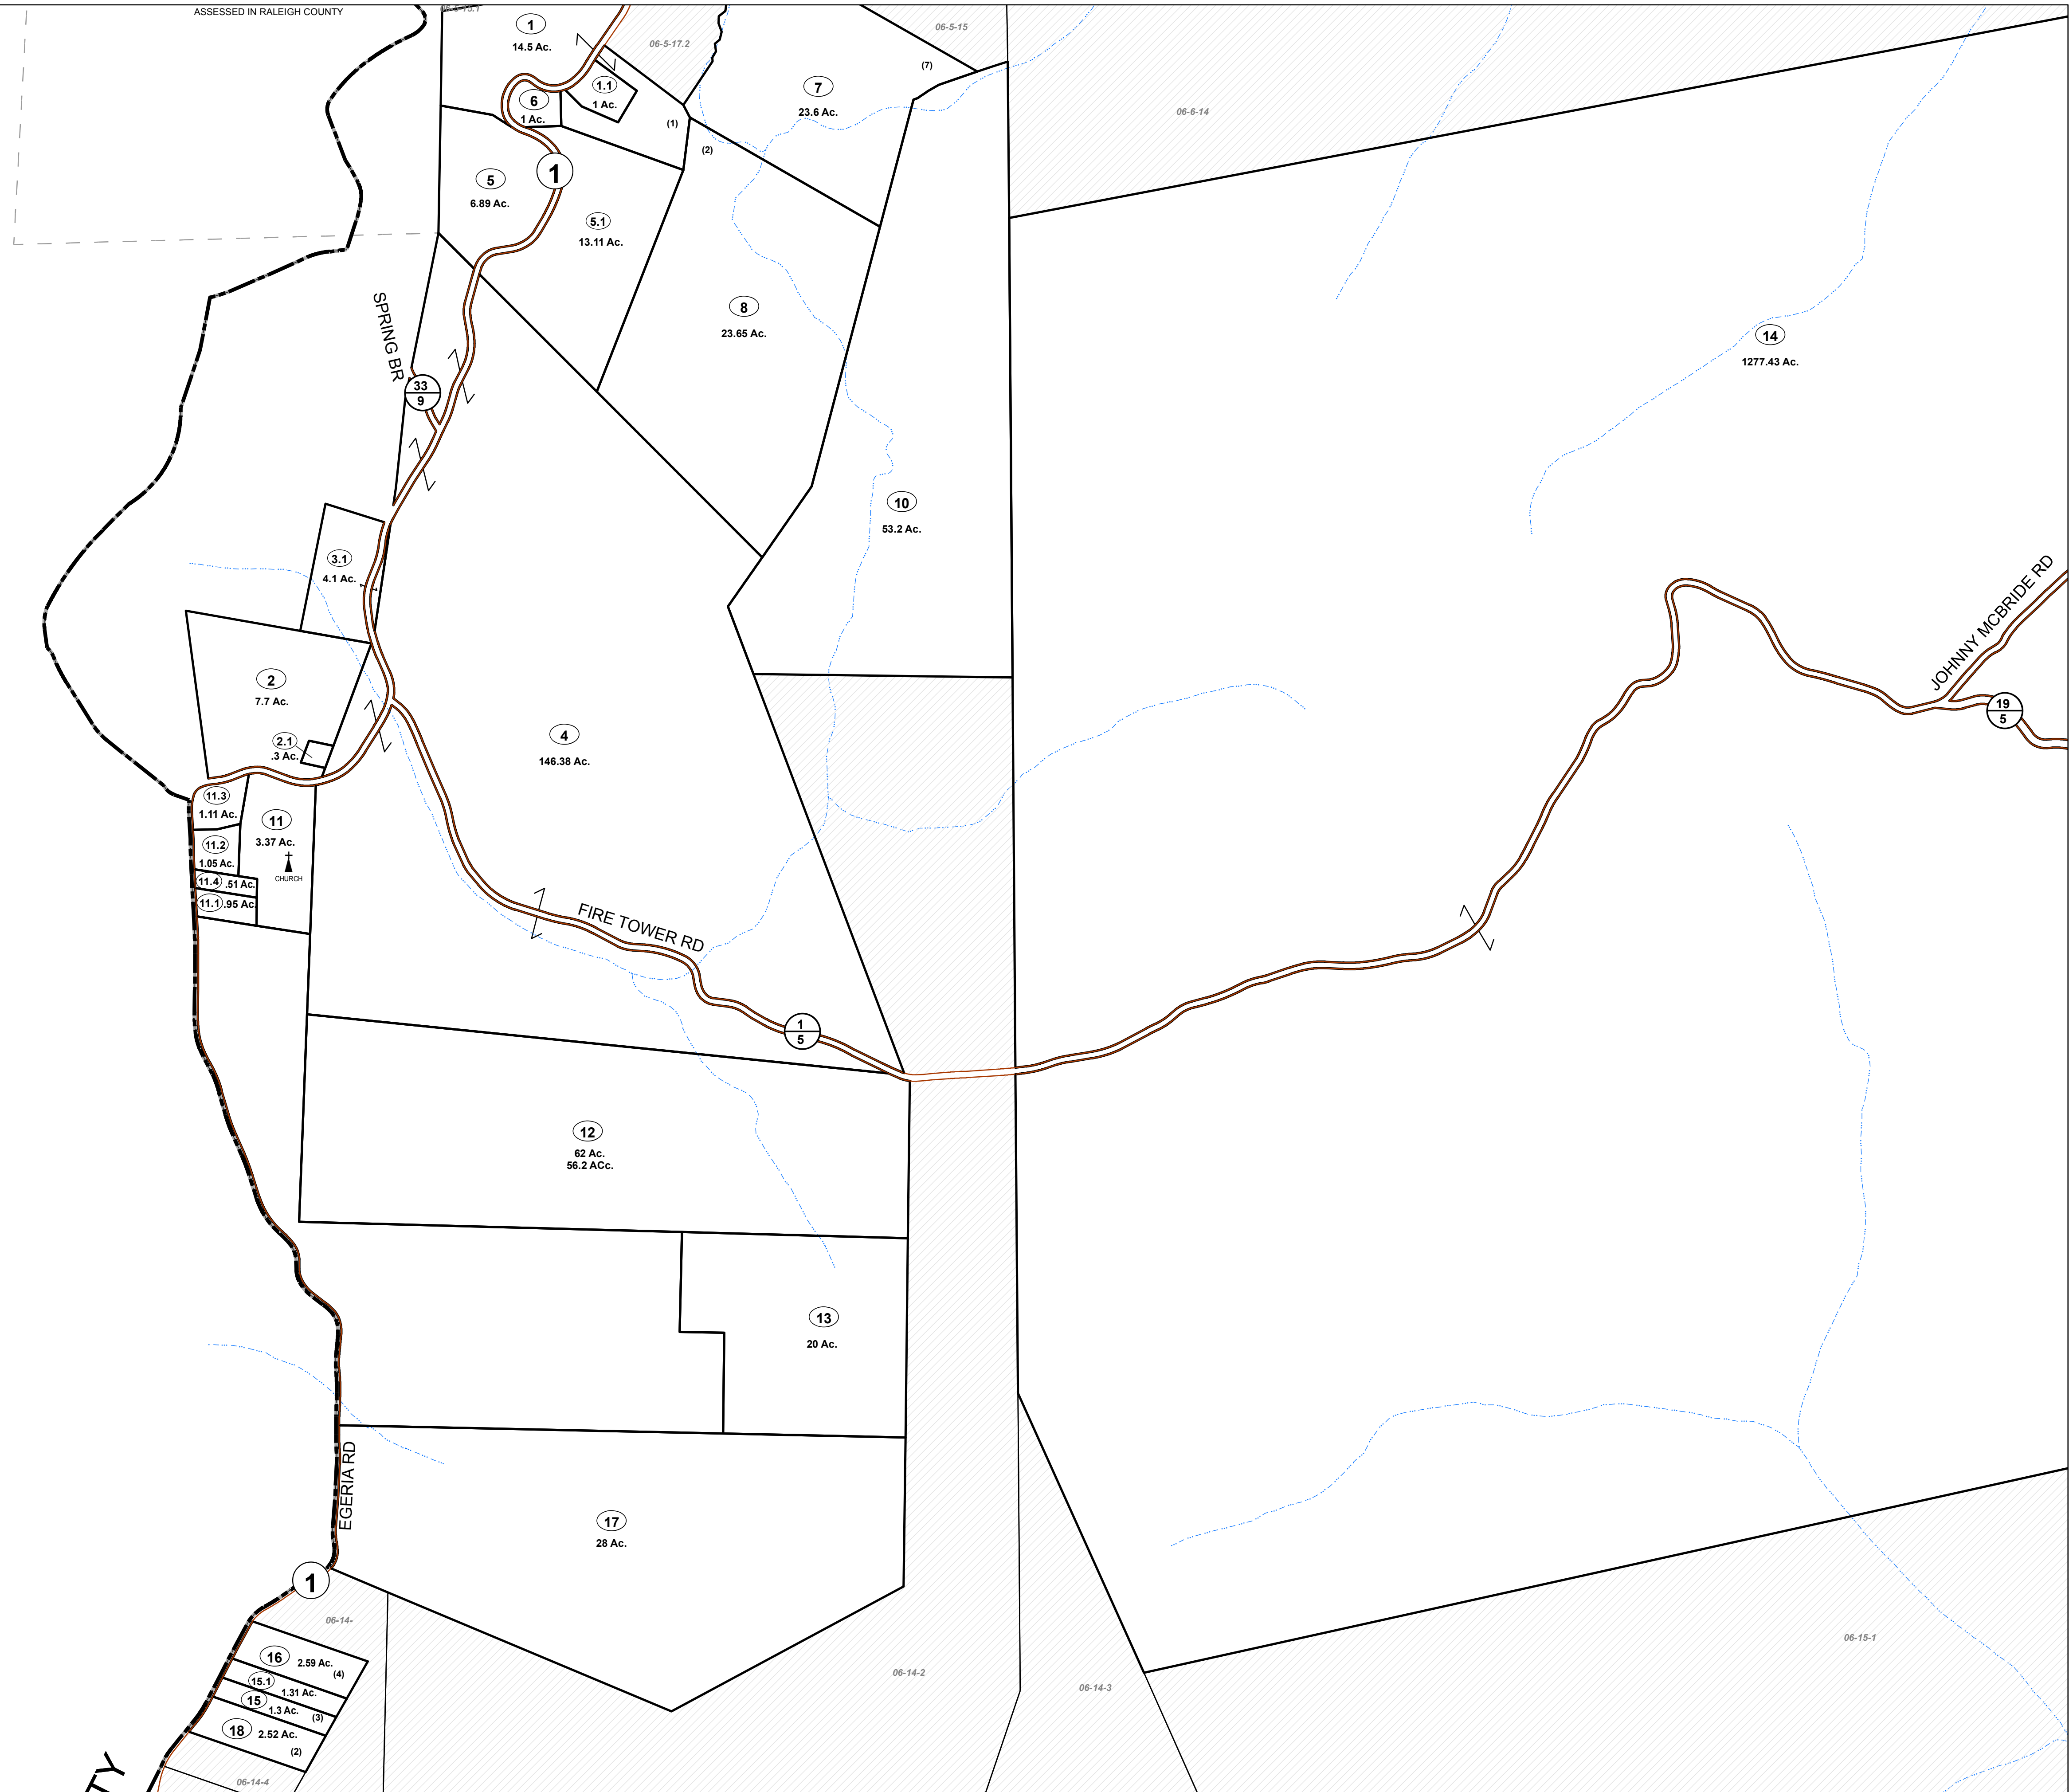 ASSESSED IN RALEIGH COUNTY
06-5-15
1
14.5 Ac.
06-5-17.2
1.1
1 Ac.
6
1 Ac.
(1)
(7)
7
23.6 Ac.
06-6-14
(2)
1
5
6.89 Ac.
5.1
13.11 Ac.
8
23.65 Ac.
14
1277.43 Ac.
SPRING BR
33
9
10
53.2 Ac.
3.1
4.1 Ac.
JOHNNY MCBRIDE RD
19
5
2
7.7 Ac.
2.1
.3 Ac.
4
146.38 Ac.
11.3
1.11 Ac.
11
3.37 Ac.
11.2
1.05 Ac.
CHURCH
11.4
.51 Ac.
11.1
.95 Ac.
FIRE TOWER RD
1
5
12
62 Ac.
56.2 ACc.
13
20 Ac.
EGERIA RD
17
28 Ac.
1
06-14-
16
2.59 Ac.
(4)
15.1
1.31 Ac.
15
1.3 Ac.
(3)
18
2.52 Ac.
(2)
06-14-2
06-14-3
06-15-1
06-14-4
TY